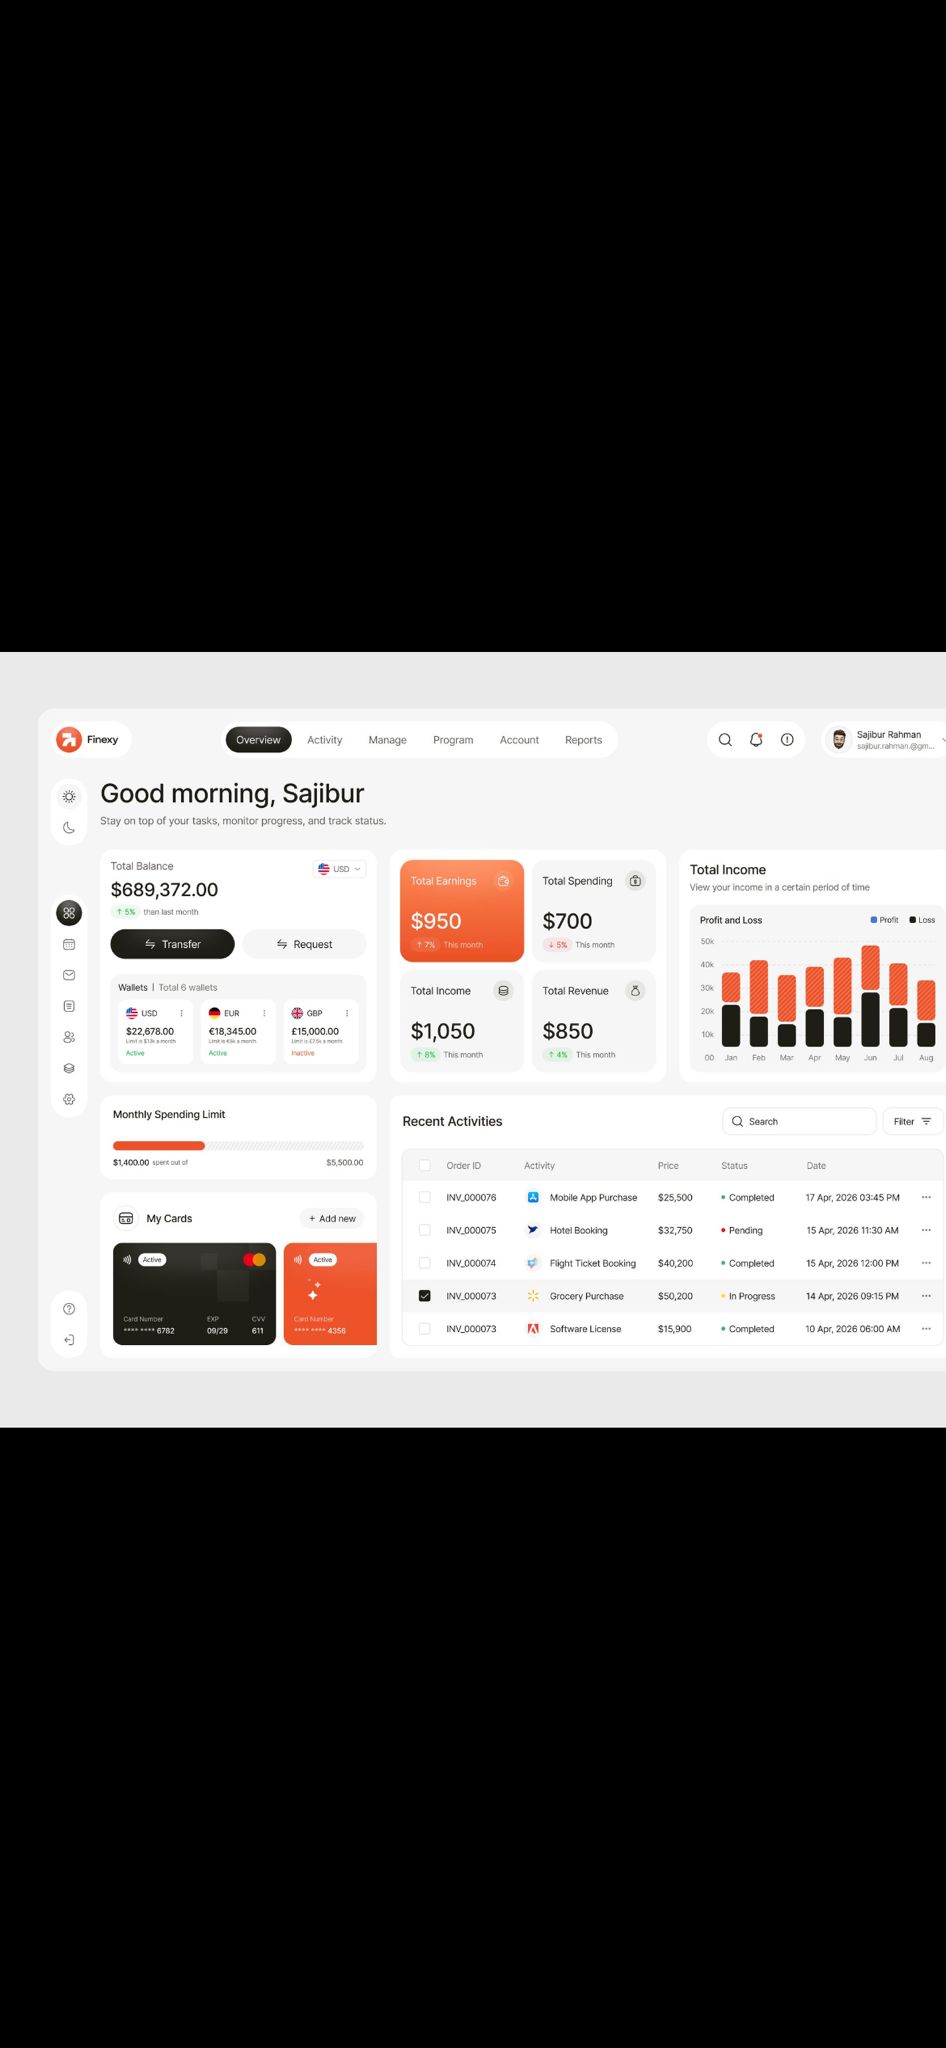 Finexy
Overview Activity Manage Program Account Reports
Sajibur Rahman
sajibur.rahman.@gm...
Good morning, Sajibur
Stay on top of your tasks, monitor progress, and track status.
Total Balance
USD
$689,372.00
↑ 5% than last month
Transfer
Request
Wallets | Total 6 wallets
USD
$22,678.00
Limit is $10k a month
Active
EUR
€18,345.00
Limit is €8k a month
Active
GBP
£15,000.00
Limit is £7.5k a month
Inactive
Total Earnings
$950
↑ 7% This month
Total Spending
$700
↓ 5% This month
Total Income
$1,050
↑ 8% This month
Total Revenue
$850
↑ 4% This month
Total Income
View your income in a certain period of time
Profit and Loss
Profit Loss
50k
40k
30k
20k
10k
00 Jan Feb Mar Apr May Jun Jul Aug
Monthly Spending Limit
$1,400.00 spent out of $5,500.00
My Cards
+ Add new
Active
Card Number EXP CVV
**** **** 6782 09/29 611
Active
Card Number
**** **** 4356
Recent Activities
Search
Filter
Order ID Activity Price Status Date
INV_000076 Mobile App Purchase $25,500 Completed 17 Apr, 2026 03:45 PM
INV_000075 Hotel Booking $32,750 Pending 15 Apr, 2026 11:30 AM
INV_000074 Flight Ticket Booking $40,200 Completed 15 Apr, 2026 12:00 PM
INV_000073 Grocery Purchase $50,200 In Progress 14 Apr, 2026 09:15 PM
INV_000073 Software License $15,900 Completed 10 Apr, 2026 06:00 AM